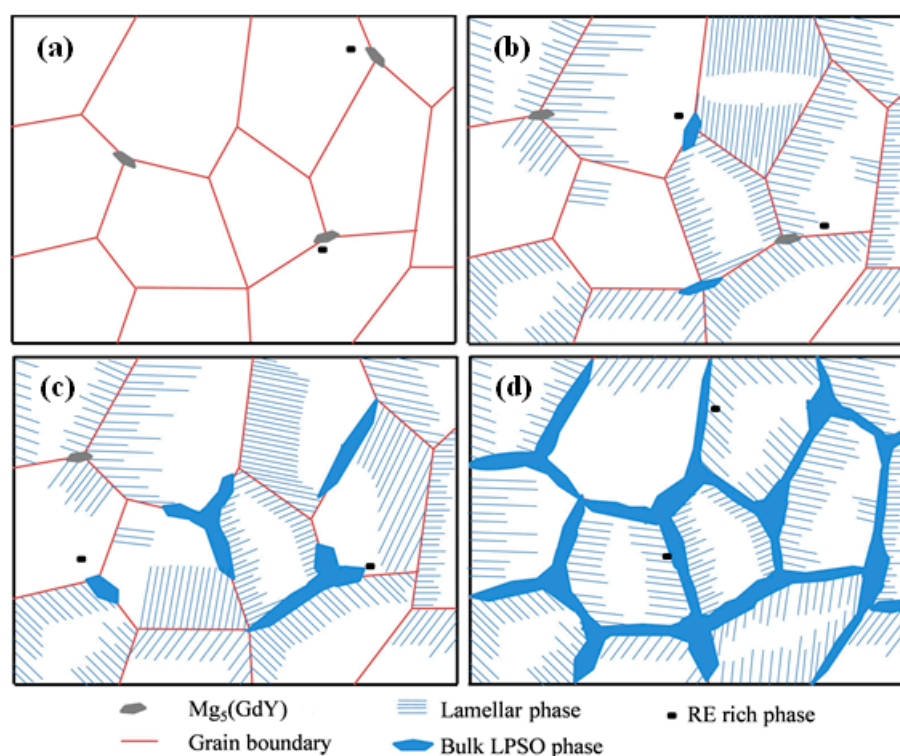 (a)
(b)
(c)
(d)
Mg₅(GdY) Lamellar phase RE rich phase
Grain boundary Bulk LPSO phase